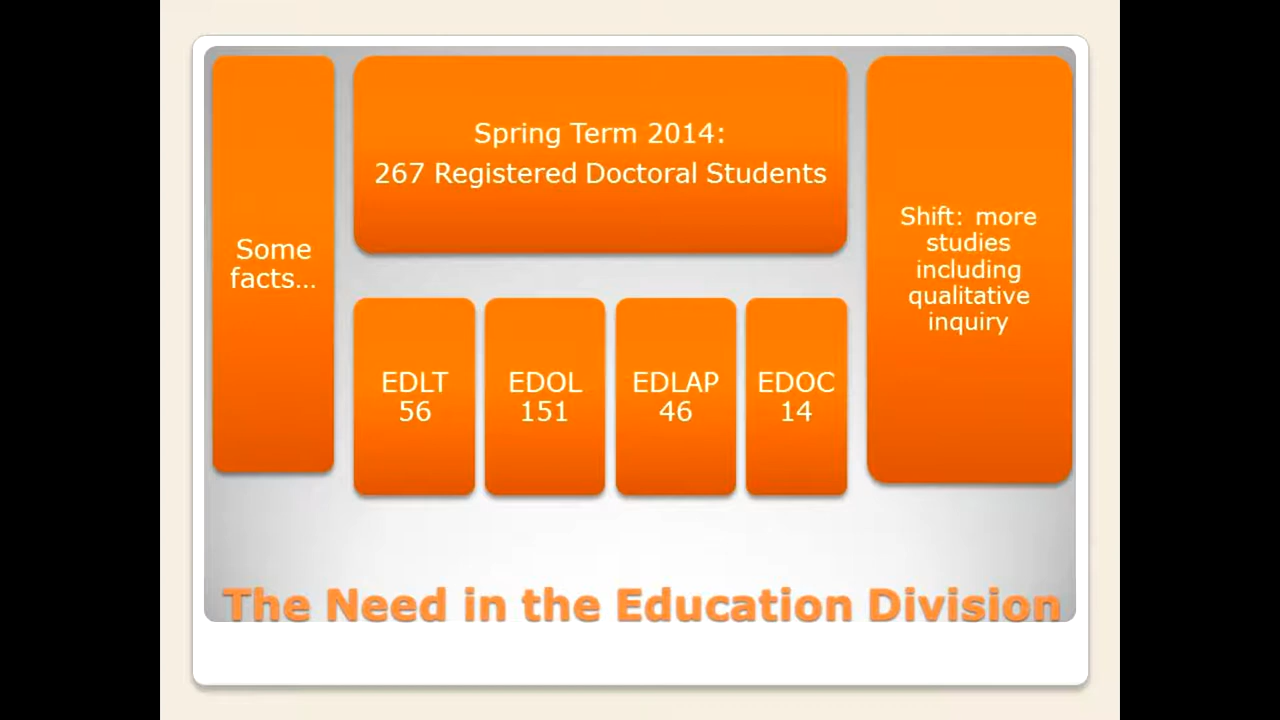 Some
facts...
Spring Term 2014:
267 Registered Doctoral Students
EDLT
56
EDOL
151
EDLAP
46
EDOC
14
Shift: more
studies
including
qualitative
inquiry
The Need in the Education Division